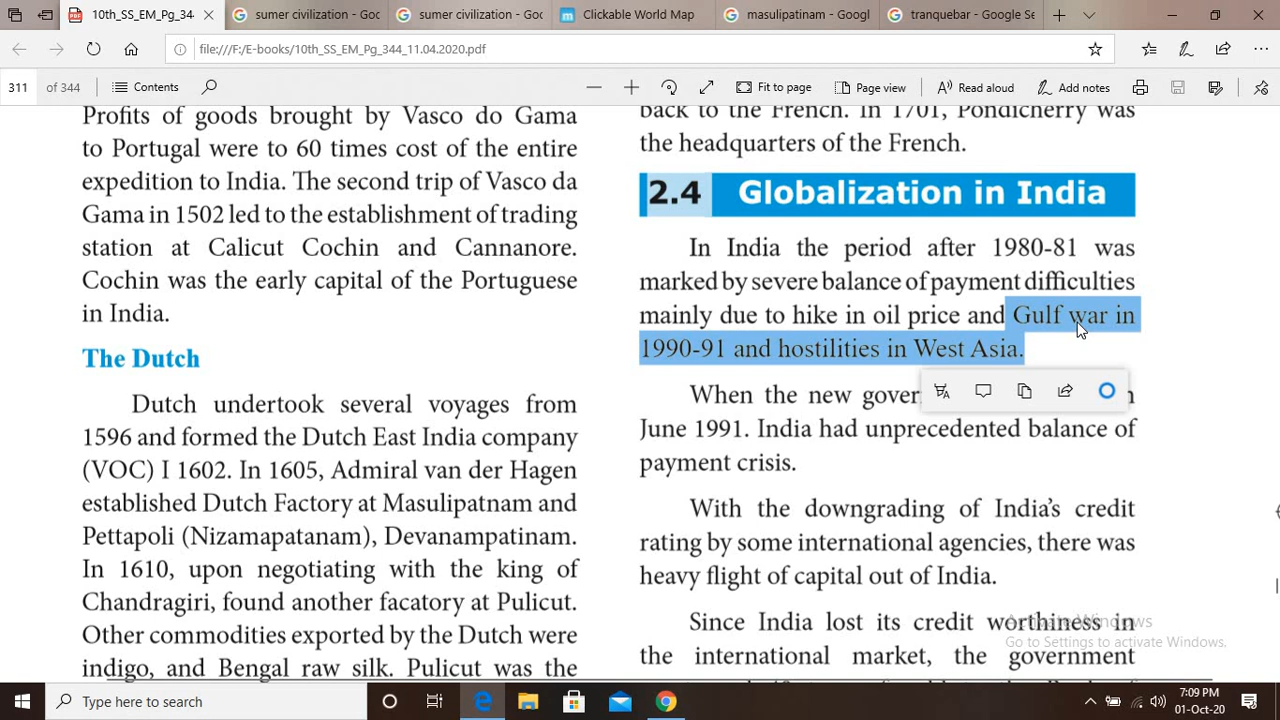 10th_SS_EM_Pg_344
sumer civilization - Goo
sumer civilization - Goo
Clickable World Map
masulipatinam - Googl
tranquebar - Google Se
file:///F:/E-books/10th_SS_EM_Pg_344_11.04.2020.pdf
311 of 344
Contents
Fit to page
Page view
Read aloud
Add notes
Profits of goods brought by Vasco do Gama
to Portugal were to 60 times cost of the entire
expedition to India. The second trip of Vasco da
Gama in 1502 led to the establishment of trading
station at Calicut Cochin and Cannanore.
Cochin was the early capital of the Portuguese
in India.
The Dutch
Dutch undertook several voyages from
1596 and formed the Dutch East India company
(VOC) I 1602. In 1605, Admiral van der Hagen
established Dutch Factory at Masulipatnam and
Pettapoli (Nizamapatanam), Devanampatinam.
In 1610, upon negotiating with the king of
Chandragiri, found another facatory at Pulicut.
Other commodities exported by the Dutch were
indigo, and Bengal raw silk. Pulicut was the
back to the French. In 1701, Pondicherry was
the headquarters of the French.
2.4 Globalization in India
In India the period after 1980-81 was
marked by severe balance of payment difficulties
mainly due to hike in oil price and Gulf war in
1990-91 and hostilities in West Asia.
When the new
June 1991. India had unprecedented balance of
payment crisis.
With the downgrading of India's credit
rating by some international agencies, there was
heavy flight of capital out of India.
Since India lost its credit worthiness in
the international market, the government
Activate Windows
Go to Settings to activate Windows.
Type here to search
7:09 PM
01-Oct-20